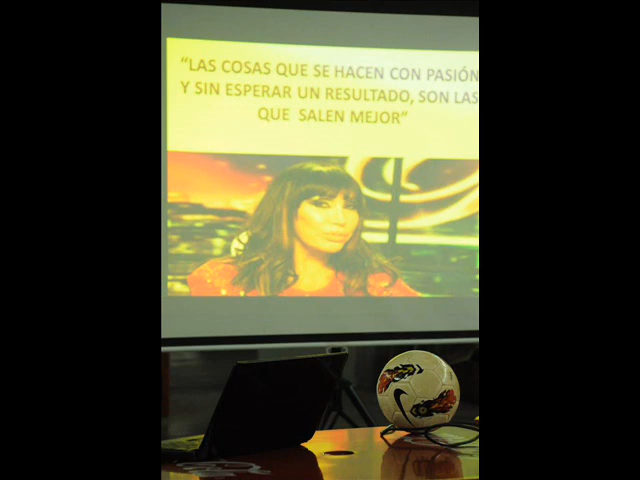 “LAS COSAS QUE SE HACEN CON PASIÓN
Y SIN ESPERAR UN RESULTADO, SON LAS
QUE SALEN MEJOR”